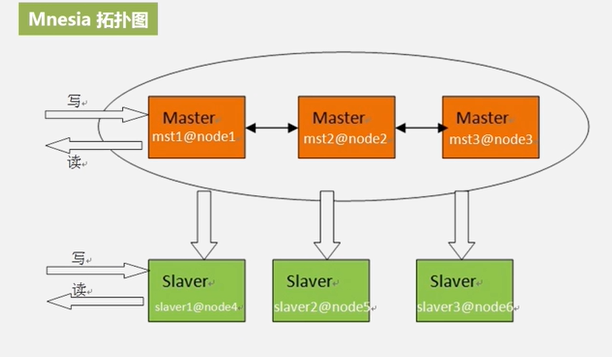 Mnesia 拓扑图
写
Master
mst1@node1
Master
mst2@node2
Master
mst3@node3
读
写
Slaver
slaver1@node4
Slaver
slaver2@node5
Slaver
slaver3@node6
读